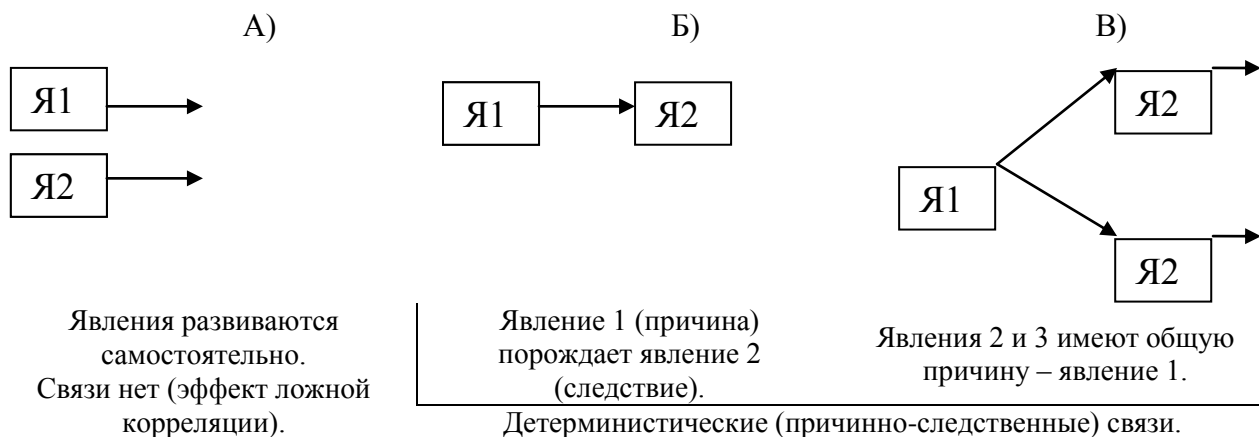 А)
Я1
Я2
Явления развиваются
самостоятельно.
Связи нет (эффект ложной
корреляции).
Б)
Я1
Я2
Явление 1 (причина)
порождает явление 2
(следствие).
В)
Я1
Я2
Я2
Явления 2 и 3 имеют общую
причину – явление 1.
Детерминистические (причинно-следственные) связи.